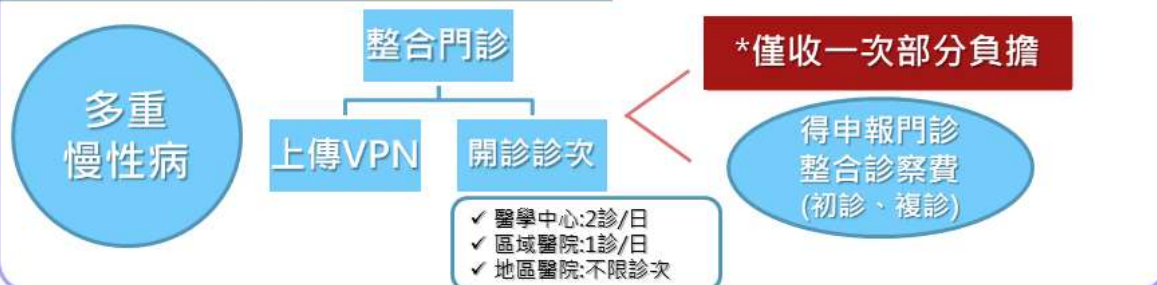 多重
慢性病
整合門診
上傳VPN
開診診次
✓ 醫學中心:2診/日
✓ 區域醫院:1診/日
✓ 地區醫院:不限診次
*僅收一次部分負擔
得申報門診
整合診察費
(初診、複診)